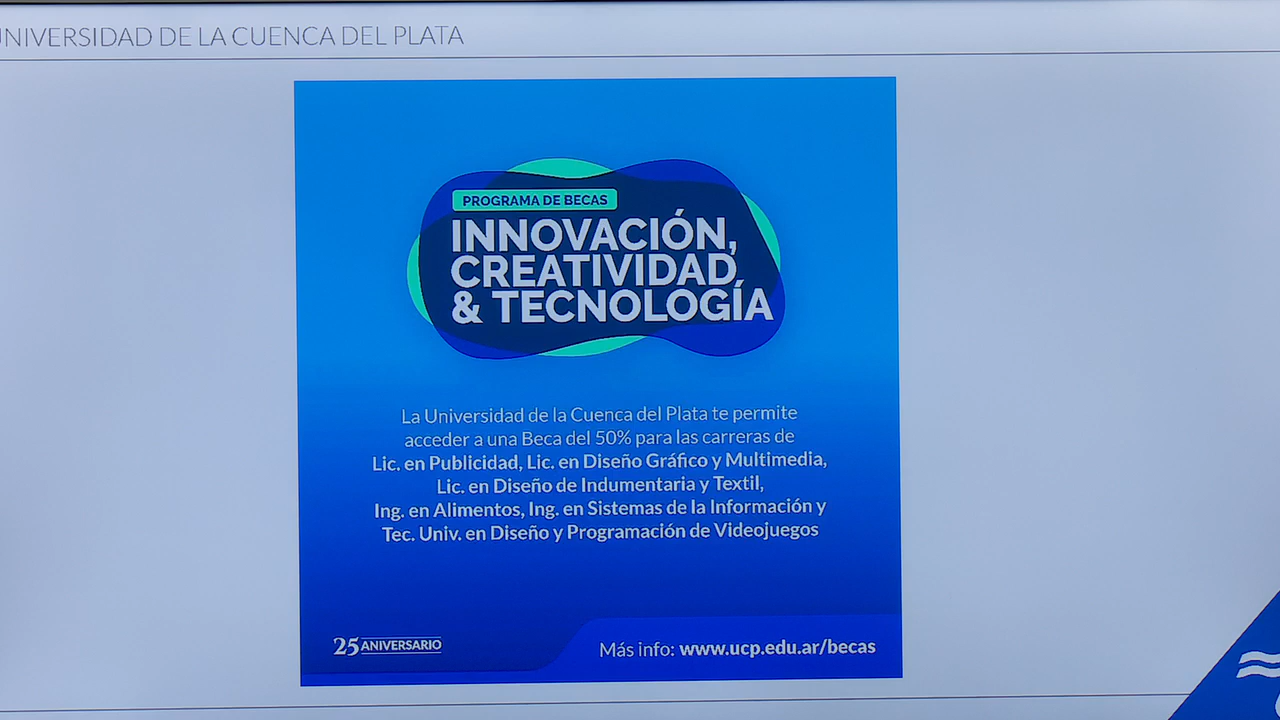 UNIVERSIDAD DE LA CUENCA DEL PLATA
PROGRAMA DE BECAS
INNOVACIÓN,
CREATIVIDAD
& TECNOLOGÍA
La Universidad de la Cuenca del Plata te permite
acceder a una Beca del 50% para las carreras de
Lic. en Publicidad, Lic. en Diseño Gráfico y Multimedia,
Lic. en Diseño de Indumentaria y Textil,
Ing. en Alimentos, Ing. en Sistemas de la Información y
Tec. Univ. en Diseño y Programación de Videojuegos
25 ANIVERSARIO
Más info: www.ucp.edu.ar/becas